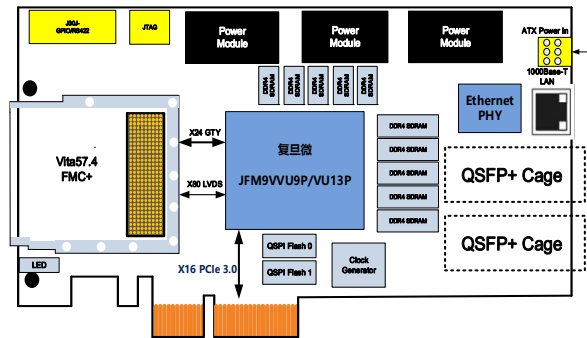 J30J-
GPIO/RS422
JTAG
Power
Module
Power
Module
Power
Module
ATX Power In
1000Base-T
LAN
DDR4 SDRAM
DDR4 SDRAM
DDR4 SDRAM
DDR4 SDRAM
DDR4 SDRAM
Ethernet
PHY
Vita57.4
FMC+
X24 GTY
X80 LVDS
复旦微
JFM9VVU9P/VU13P
DDR4 SDRAM
DDR4 SDRAM
DDR4 SDRAM
DDR4 SDRAM
DDR4 SDRAM
QSFP+ Cage
QSFP+ Cage
LED
X16 PCIe 3.0
QSPI Flash 0
QSPI Flash 1
Clock
Generator